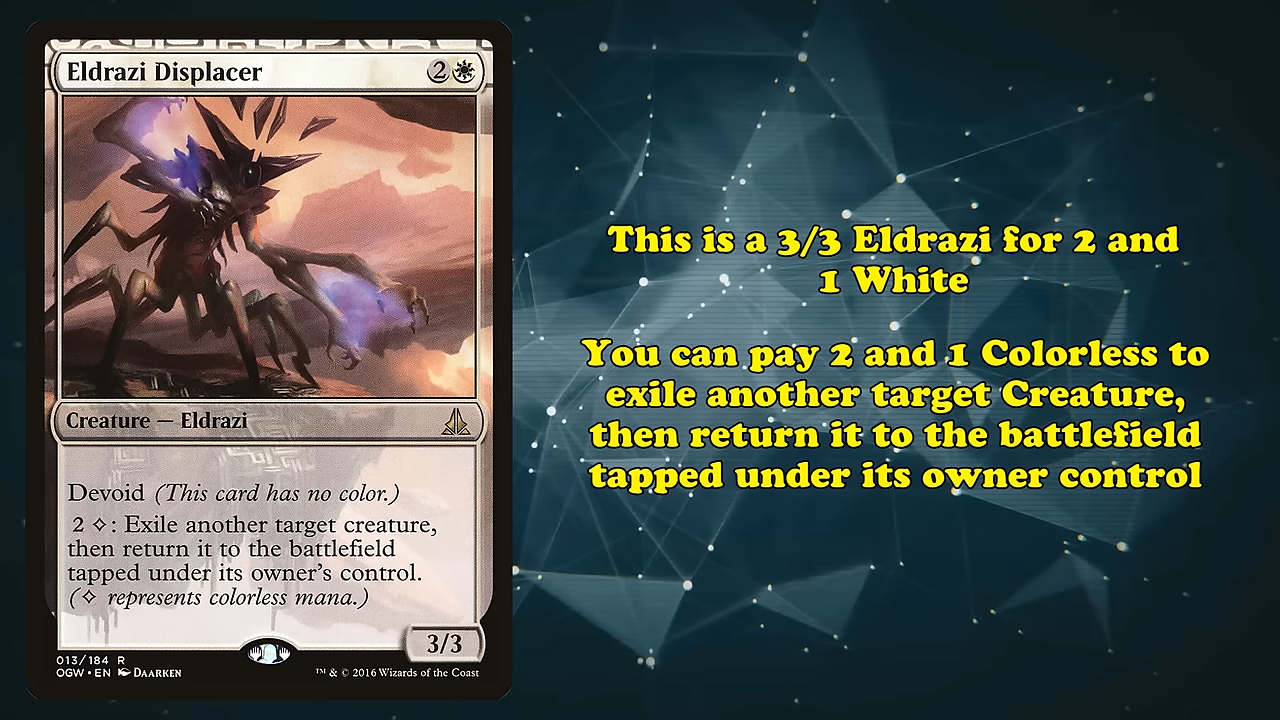 Eldrazi Displacer
2
Creature — Eldrazi
Devoid (This card has no color.)
2 ◇: Exile another target creature,
then return it to the battlefield
tapped under its owner's control.
(◇ represents colorless mana.)
3/3
013/184 R
OGW • EN DAARKEN
™ & © 2016 Wizards of the Coast
This is a 3/3 Eldrazi for 2 and
1 White
You can pay 2 and 1 Colorless to
exile another target Creature,
then return it to the battlefield
tapped under its owner control